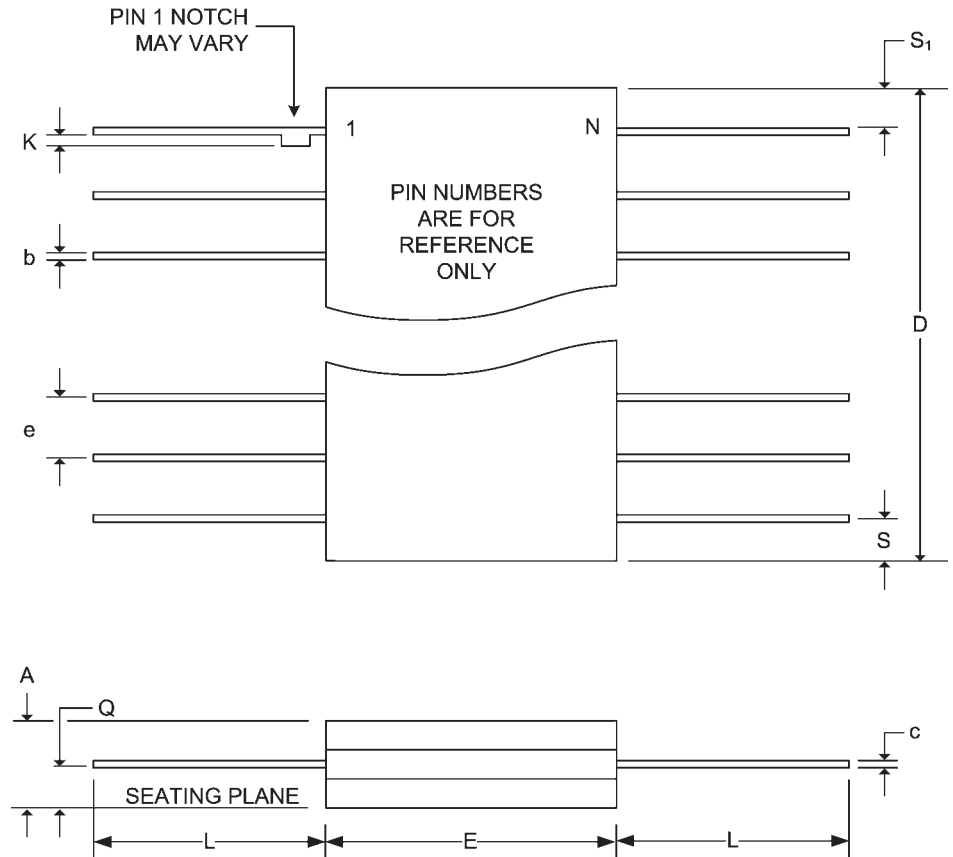 PIN 1 NOTCH
MAY VARY
S₁
K
1
N
PIN NUMBERS
ARE FOR
REFERENCE
ONLY
b
D
e
S
A
Q
c
SEATING PLANE
L
E
L